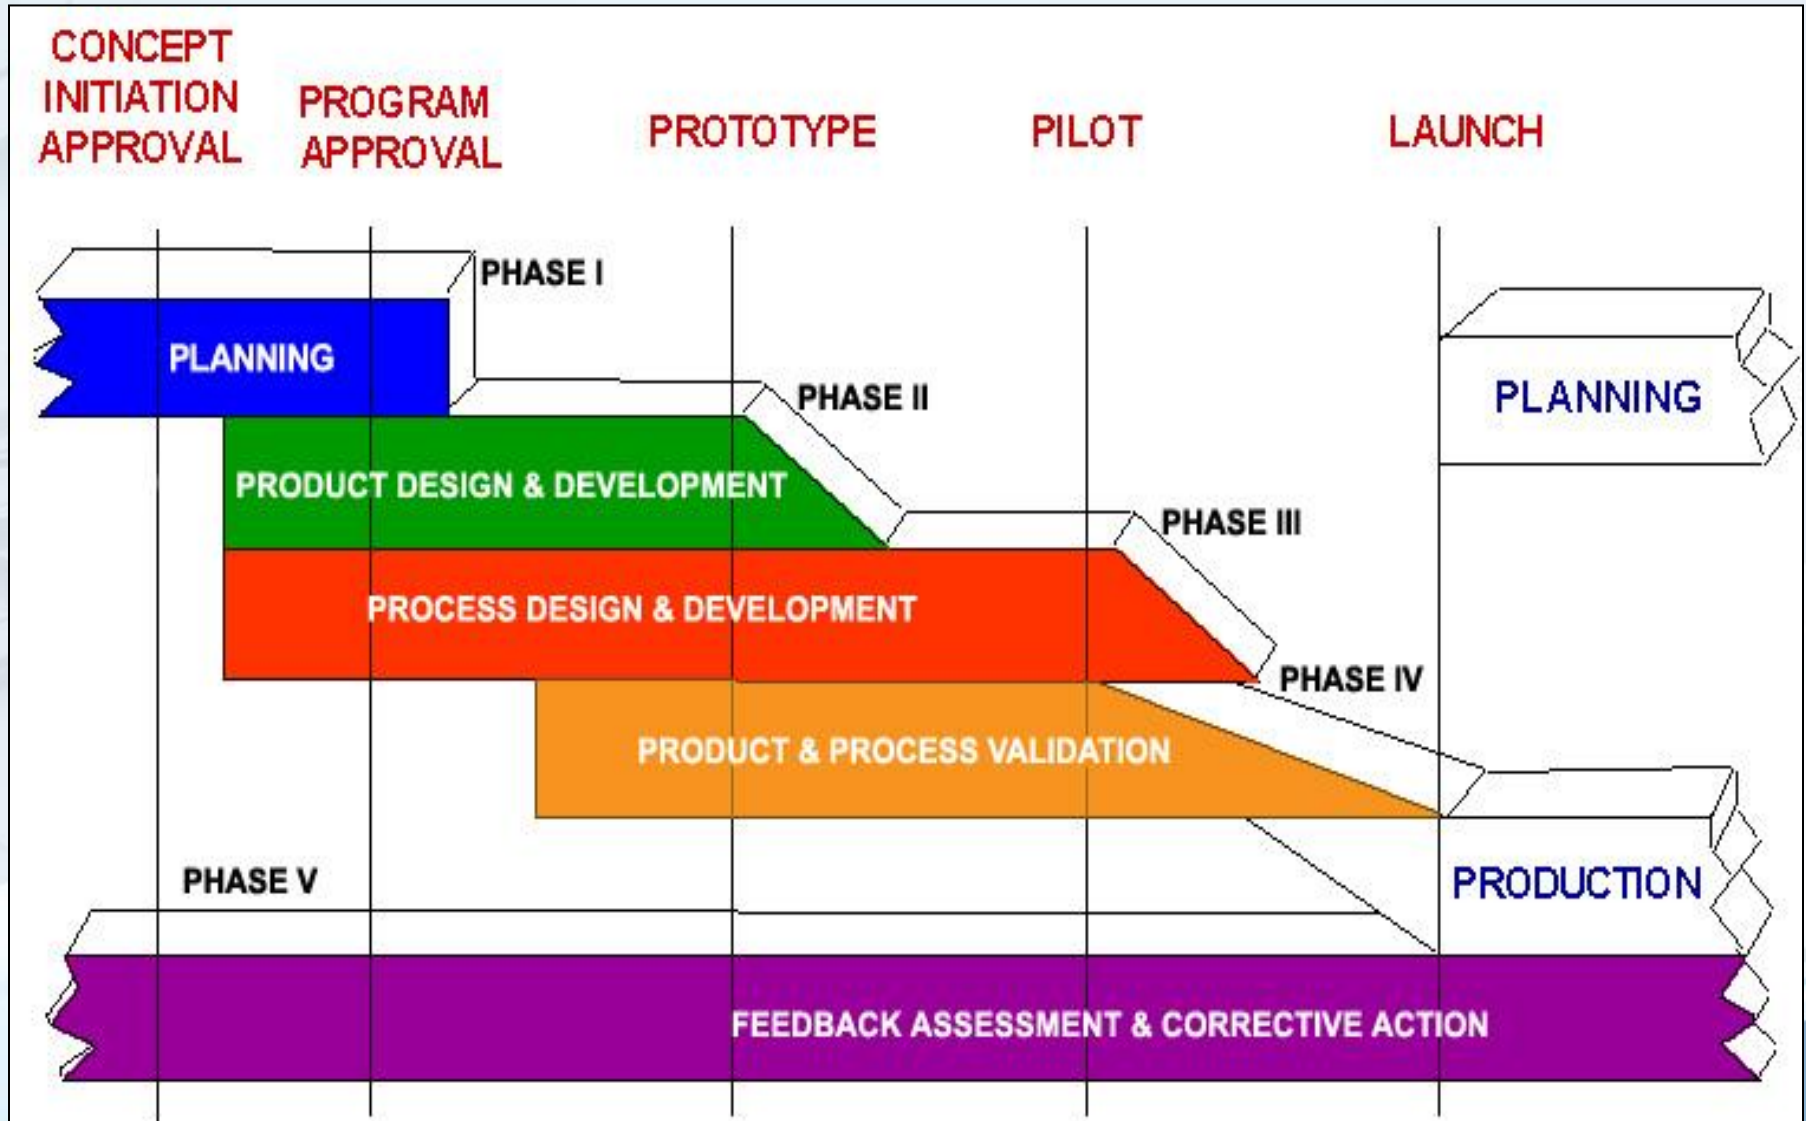 CONCEPT
INITIATION
APPROVAL
PROGRAM
APPROVAL
PROTOTYPE
PILOT
LAUNCH
PHASE I
PLANNING
PHASE II
PLANNING
PRODUCT DESIGN & DEVELOPMENT
PHASE III
PROCESS DESIGN & DEVELOPMENT
PHASE IV
PRODUCT & PROCESS VALIDATION
PHASE V
PRODUCTION
FEEDBACK ASSESSMENT & CORRECTIVE ACTION